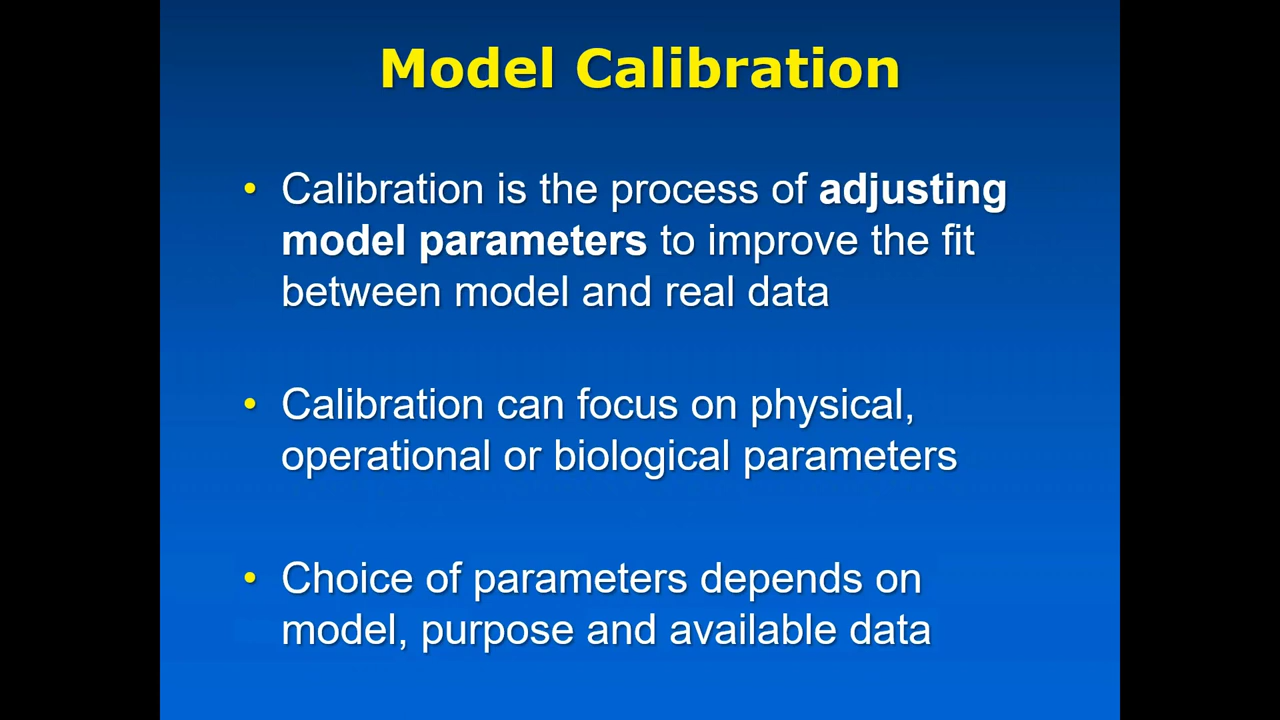 Model Calibration
• Calibration is the process of adjusting
model parameters to improve the fit
between model and real data
• Calibration can focus on physical,
operational or biological parameters
• Choice of parameters depends on
model, purpose and available data